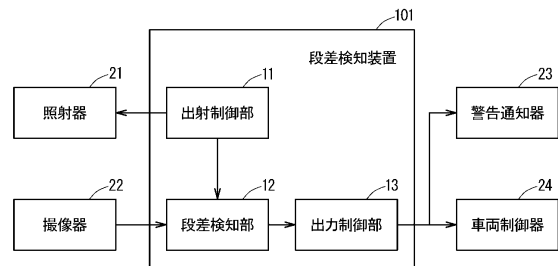 101
段差検知装置
21
照射器
11
出射制御部
23
警告通知器
22
撮像器
12
段差検知部
13
出力制御部
24
車両制御器